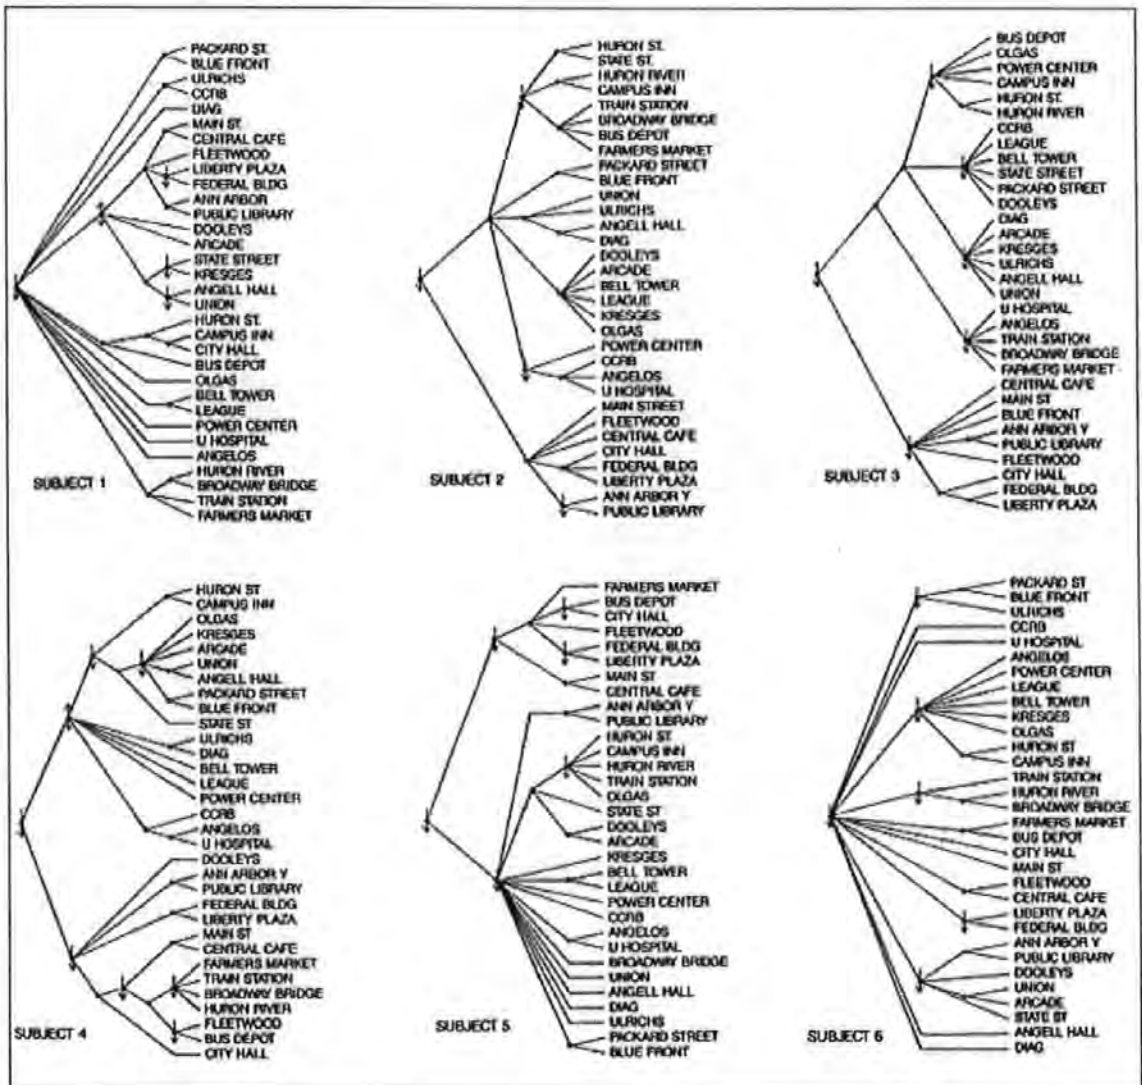 PACKARD ST.
BLUE FRONT
ULRICHS
CCRB
DIAG
MAIN ST.
CENTRAL CAFE
FLEETWOOD
LIBERTY PLAZA
FEDERAL BLDG
ANN ARBOR
PUBLIC LIBRARY
DOOLEYS
ARCADE
STATE STREET
KRESGES
ANGELL HALL
UNION
HURON ST.
CAMPUS INN
CITY HALL
BUS DEPOT
OLGAS
BELL TOWER
LEAGUE
POWER CENTER
U HOSPITAL
ANGELOS
HURON RIVER
BROADWAY BRIDGE
TRAIN STATION
FARMERS MARKET
SUBJECT 1
HURON ST.
STATE ST.
HURON RIVER
CAMPUS INN
TRAIN STATION
BROADWAY BRIDGE
BUS DEPOT
FARMERS MARKET
PACKARD STREET
BLUE FRONT
UNION
ULRICHS
ANGELL HALL
DIAG
DOOLEYS
ARCADE
BELL TOWER
LEAGUE
KRESGES
OLGAS
POWER CENTER
CCRB
ANGELOS
U HOSPITAL
MAIN STREET
FLEETWOOD
CENTRAL CAFE
CITY HALL
FEDERAL BLDG
LIBERTY PLAZA
ANN ARBOR Y
PUBLIC LIBRARY
SUBJECT 2
BUS DEPOT
OLGAS
POWER CENTER
CAMPUS INN
HURON ST.
HURON RIVER
CCRB
LEAGUE
BELL TOWER
STATE STREET
PACKARD STREET
DOOLEYS
DIAG
ARCADE
KRESGES
ULRICHS
ANGELL HALL
UNION
U HOSPITAL
ANGELOS
TRAIN STATION
BROADWAY BRIDGE
FARMERS MARKET
CENTRAL CAFE
MAIN ST
BLUE FRONT
ANN ARBOR Y
PUBLIC LIBRARY
FLEETWOOD
CITY HALL
FEDERAL BLDG
LIBERTY PLAZA
SUBJECT 3
HURON ST
CAMPUS INN
OLGAS
KRESGES
ARCADE
UNION
ANGELL HALL
PACKARD STREET
BLUE FRONT
STATE ST
ULRICHS
DIAG
BELL TOWER
LEAGUE
POWER CENTER
CCRB
ANGELOS
U HOSPITAL
DOOLEYS
ANN ARBOR Y
PUBLIC LIBRARY
FEDERAL BLDG
LIBERTY PLAZA
MAIN ST
CENTRAL CAFE
FARMERS MARKET
TRAIN STATION
BROADWAY BRIDGE
HURON RIVER
FLEETWOOD
BUS DEPOT
CITY HALL
SUBJECT 4
FARMERS MARKET
BUS DEPOT
CITY HALL
FLEETWOOD
FEDERAL BLDG
LIBERTY PLAZA
MAIN ST
CENTRAL CAFE
ANN ARBOR Y
PUBLIC LIBRARY
HURON ST.
CAMPUS INN
HURON RIVER
TRAIN STATION
OLGAS
STATE ST
DOOLEYS
ARCADE
KRESGES
BELL TOWER
LEAGUE
POWER CENTER
CCRB
ANGELOS
U HOSPITAL
BROADWAY BRIDGE
UNION
ANGELL HALL
DIAG
ULRICHS
PACKARD STREET
BLUE FRONT
SUBJECT 5
PACKARD ST
BLUE FRONT
ULRICHS
CCRB
U HOSPITAL
ANGELOS
POWER CENTER
LEAGUE
BELL TOWER
KRESGES
OLGAS
HURON ST
CAMPUS INN
TRAIN STATION
HURON RIVER
BROADWAY BRIDGE
FARMERS MARKET
BUS DEPOT
CITY HALL
MAIN ST
FLEETWOOD
CENTRAL CAFE
LIBERTY PLAZA
FEDERAL BLDG
ANN ARBOR Y
PUBLIC LIBRARY
DOOLEYS
UNION
ARCADE
STATE ST
ANGELL HALL
DIAG
SUBJECT 6